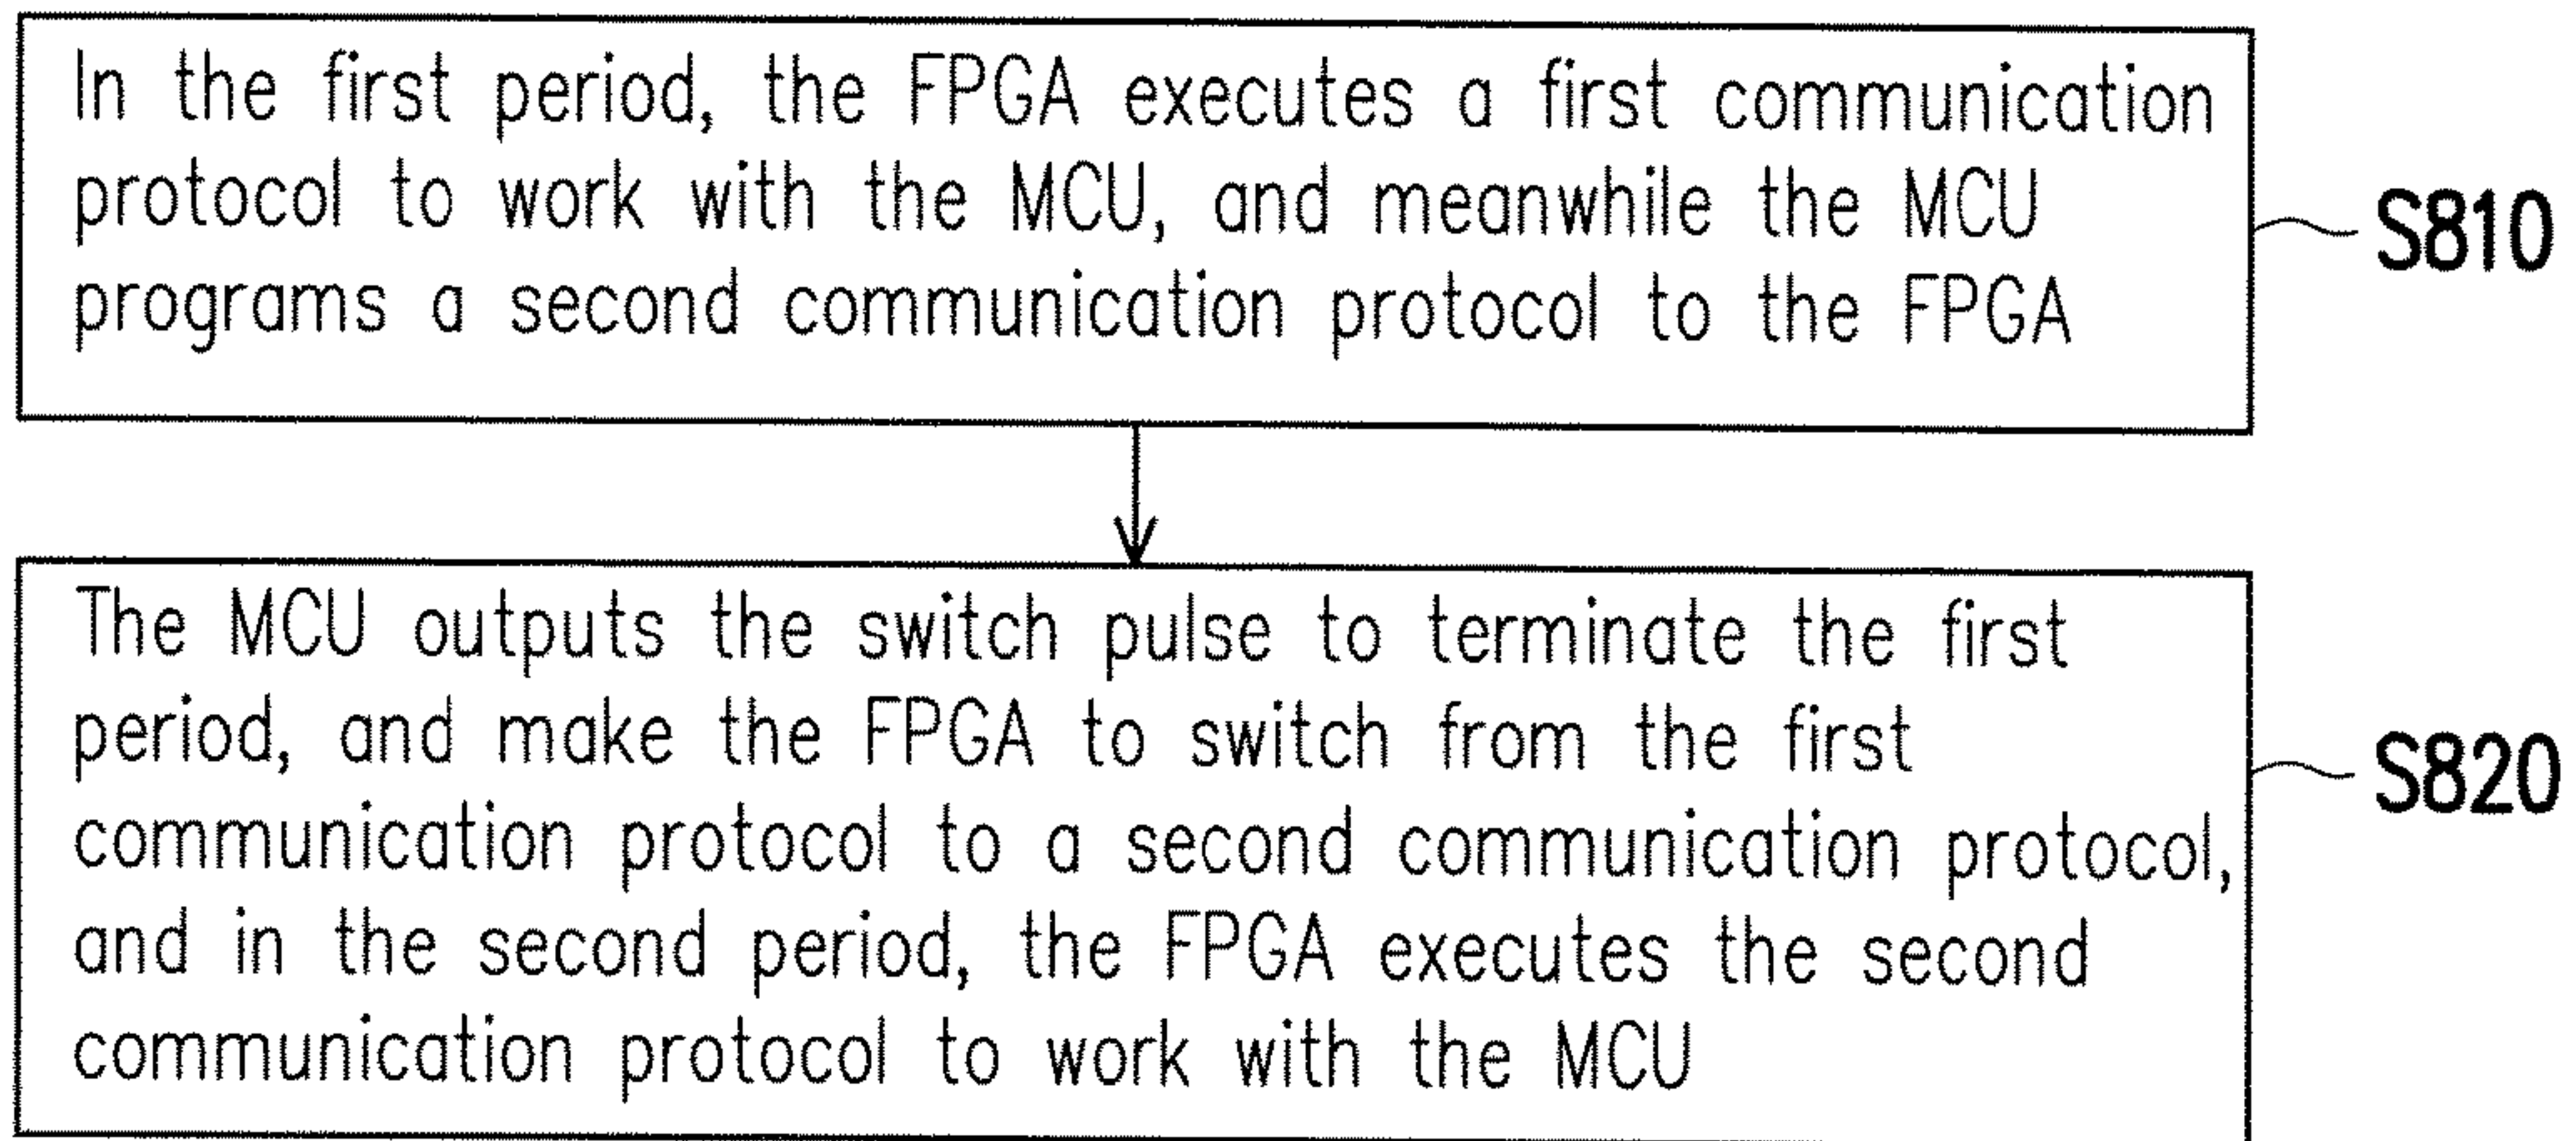 In the first period, the FPGA executes a first communication
protocol to work with the MCU, and meanwhile the MCU
programs a second communication protocol to the FPGA
S810
The MCU outputs the switch pulse to terminate the first
period, and make the FPGA to switch from the first
communication protocol to a second communication protocol,
and in the second period, the FPGA executes the second
communication protocol to work with the MCU
S820